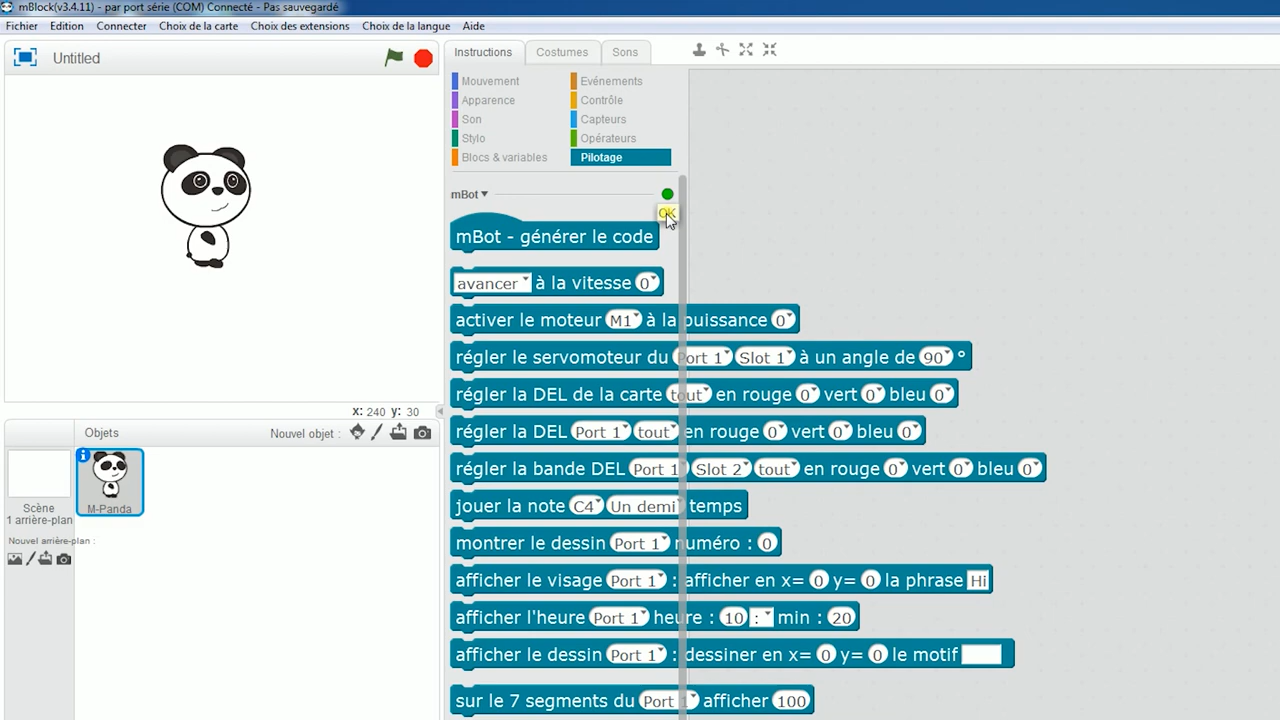 mBlock(v3.4.11) - par port série (COM) Connecté - Pas sauvegardé
Fichier Edition Connecter Choix de la carte Choix des extensions Choix de la langue Aide
Untitled
Instructions Costumes Sons
Mouvement Evénements
Apparence Contrôle
Son Capteurs
Stylo Opérateurs
Blocs & variables Pilotage
mBot
OK
mBot - générer le code
avancer à la vitesse 0
activer le moteur M1 à la puissance 0
régler le servomoteur du Port 1 Slot 1 à un angle de 90 °
régler la DEL de la carte tout en rouge 0 vert 0 bleu 0
régler la DEL Port 1 tout en rouge 0 vert 0 bleu 0
régler la bande DEL Port 1 Slot 2 tout en rouge 0 vert 0 bleu 0
jouer la note C4 Un demi temps
montrer le dessin Port 1 numéro : 0
afficher le visage Port 1 : afficher en x= 0 y= 0 la phrase Hi
afficher l'heure Port 1 heure : 10 : min : 20
afficher le dessin Port 1 : dessiner en x= 0 y= 0 le motif
sur le 7 segments du Port 1 afficher 100
x: 240 y: 30
Objets Nouvel objet :
Scène
1 arrière-plan
Nouvel arrière-plan :
M-Panda